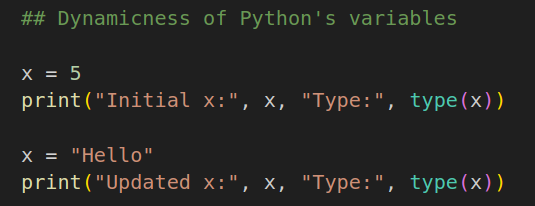 ## Dynamicness of Python's variables
x = 5
print("Initial x:", x, "Type:", type(x))
x = "Hello"
print("Updated x:", x, "Type:", type(x))